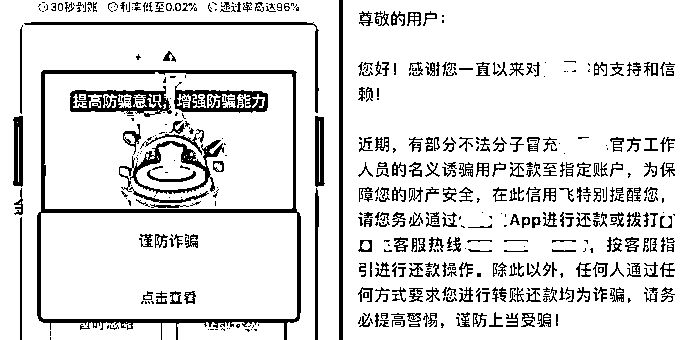 30秒到账 利率低至0.02% 通过率高达96%
提高防骗意识，增强防骗能力
谨防诈骗
点击查看
尊敬的用户：
您好！感谢您一直以来对 的支持和信
赖！
近期，有部分不法分子冒充 官方工作
人员的名义诱骗用户还款至指定账户，为保
障您的财产安全，在此信用飞特别提醒您，
请您务必通过 App进行还款或拨打
客服热线 ，按客服指
引进行还款操作。除此以外，任何人通过任
何方式要求您进行转账还款均为诈骗，请务
必提高警惕，谨防上当受骗！